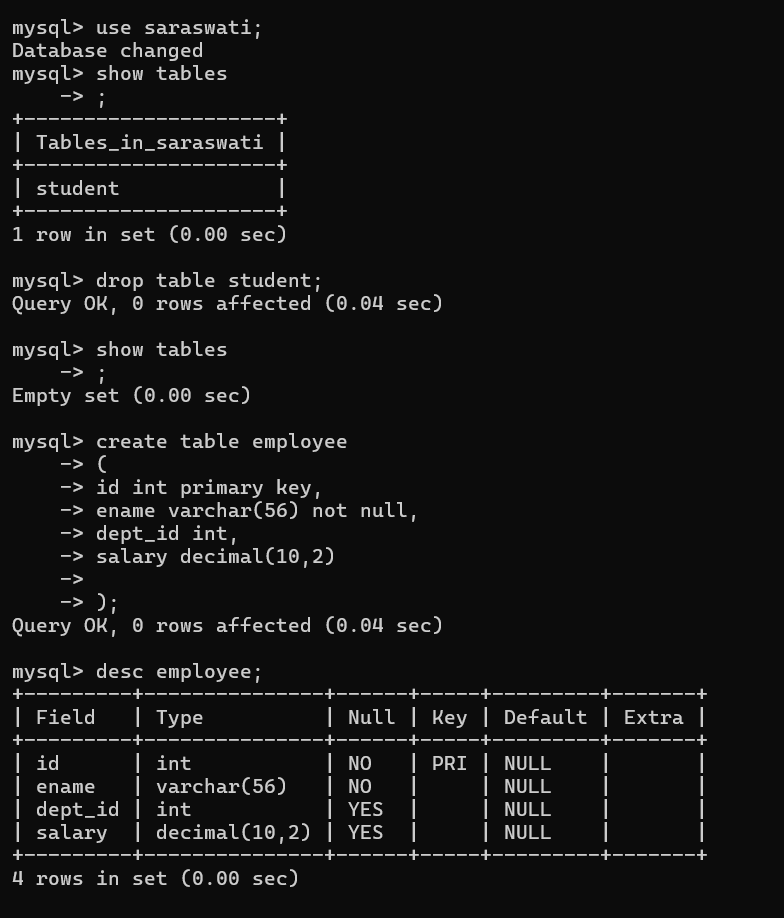 mysql> use saraswati;
Database changed
mysql> show tables
    -> ;
+---------------------+
| Tables_in_saraswati |
+---------------------+
| student             |
+---------------------+
1 row in set (0.00 sec)

mysql> drop table student;
Query OK, 0 rows affected (0.04 sec)

mysql> show tables
    -> ;
Empty set (0.00 sec)

mysql> create table employee
    -> (
    -> id int primary key,
    -> ename varchar(56) not null,
    -> dept_id int,
    -> salary decimal(10,2)
    ->
    -> );
Query OK, 0 rows affected (0.04 sec)

mysql> desc employee;
+---------+---------------+------+-----+---------+-------+
| Field   | Type          | Null | Key | Default | Extra |
+---------+---------------+------+-----+---------+-------+
| id      | int           | NO   | PRI | NULL    |       |
| ename   | varchar(56)   | NO   |     | NULL    |       |
| dept_id | int           | YES  |     | NULL    |       |
| salary  | decimal(10,2) | YES  |     | NULL    |       |
+---------+---------------+------+-----+---------+-------+
4 rows in set (0.00 sec)